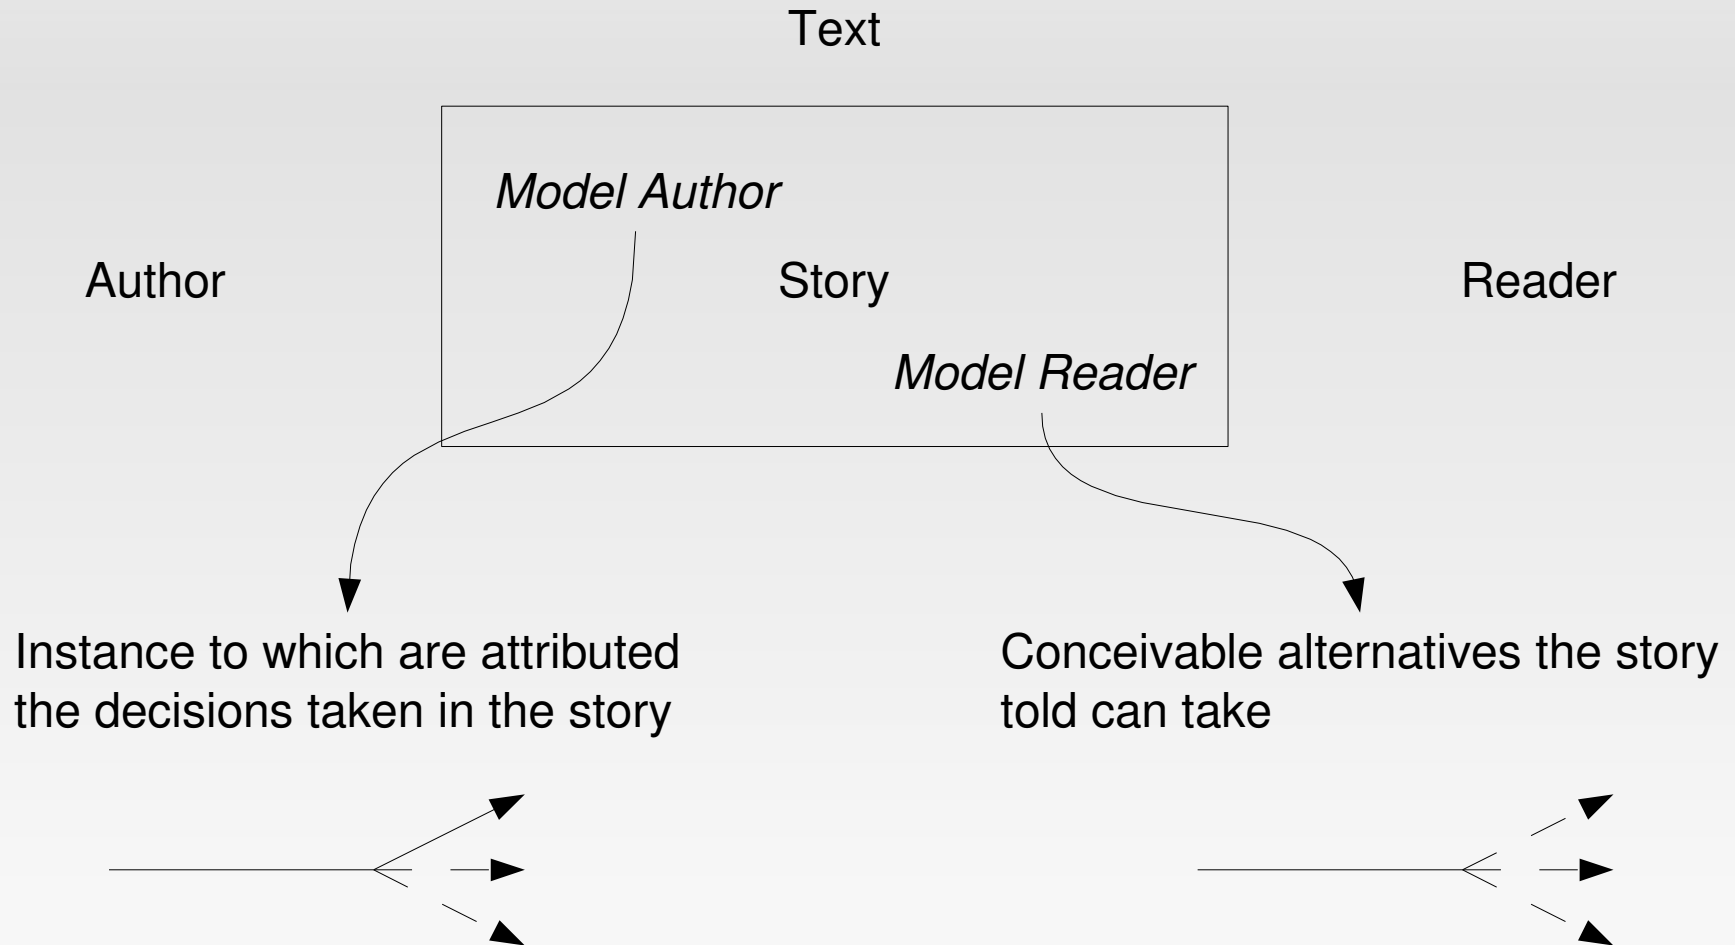 Text
Model Author
Author
Story
Reader
Model Reader
Instance to which are attributed
the decisions taken in the story
Conceivable alternatives the story
told can take